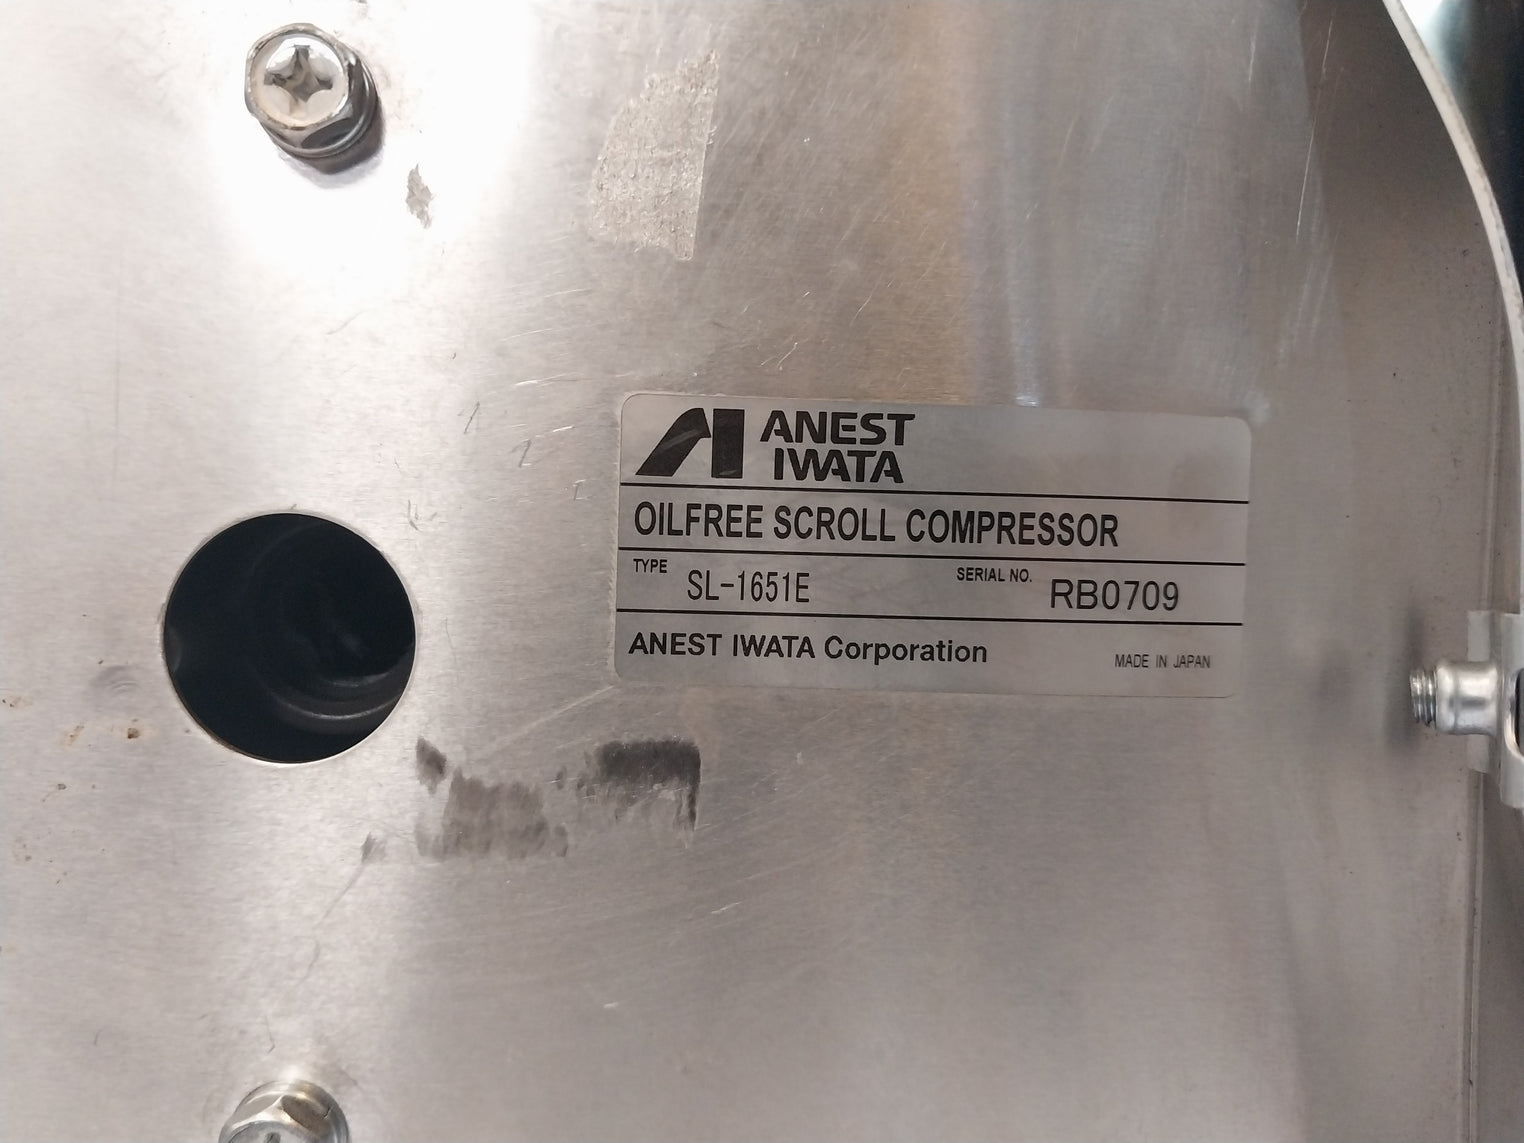 ANEST
IWATA
OILFREE SCROLL COMPRESSOR
TYPE SL-1651E SERIAL NO. RB0709
ANEST IWATA Corporation MADE IN JAPAN